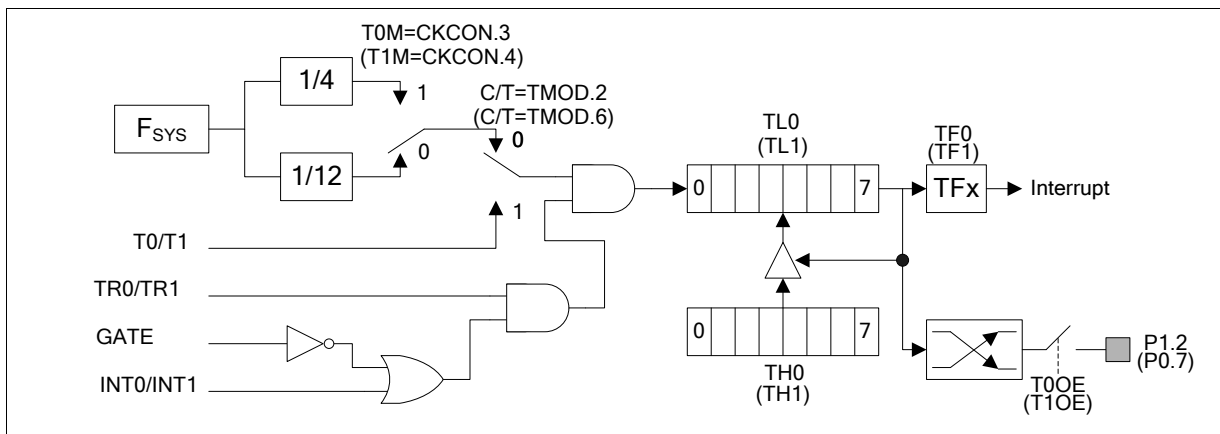 T0M=CKCON.3
(T1M=CKCON.4)
1/4
1
C/T=TMOD.2
(C/T=TMOD.6)
FSYS
0
0
1/12
1
T0/T1
TR0/TR1
GATE
INT0/INT1
TL0
(TL1)
0 7
TF0
(TF1)
TFx
Interrupt
0 7
TH0
(TH1)
P1.2
(P0.7)
T0OE
(T1OE)